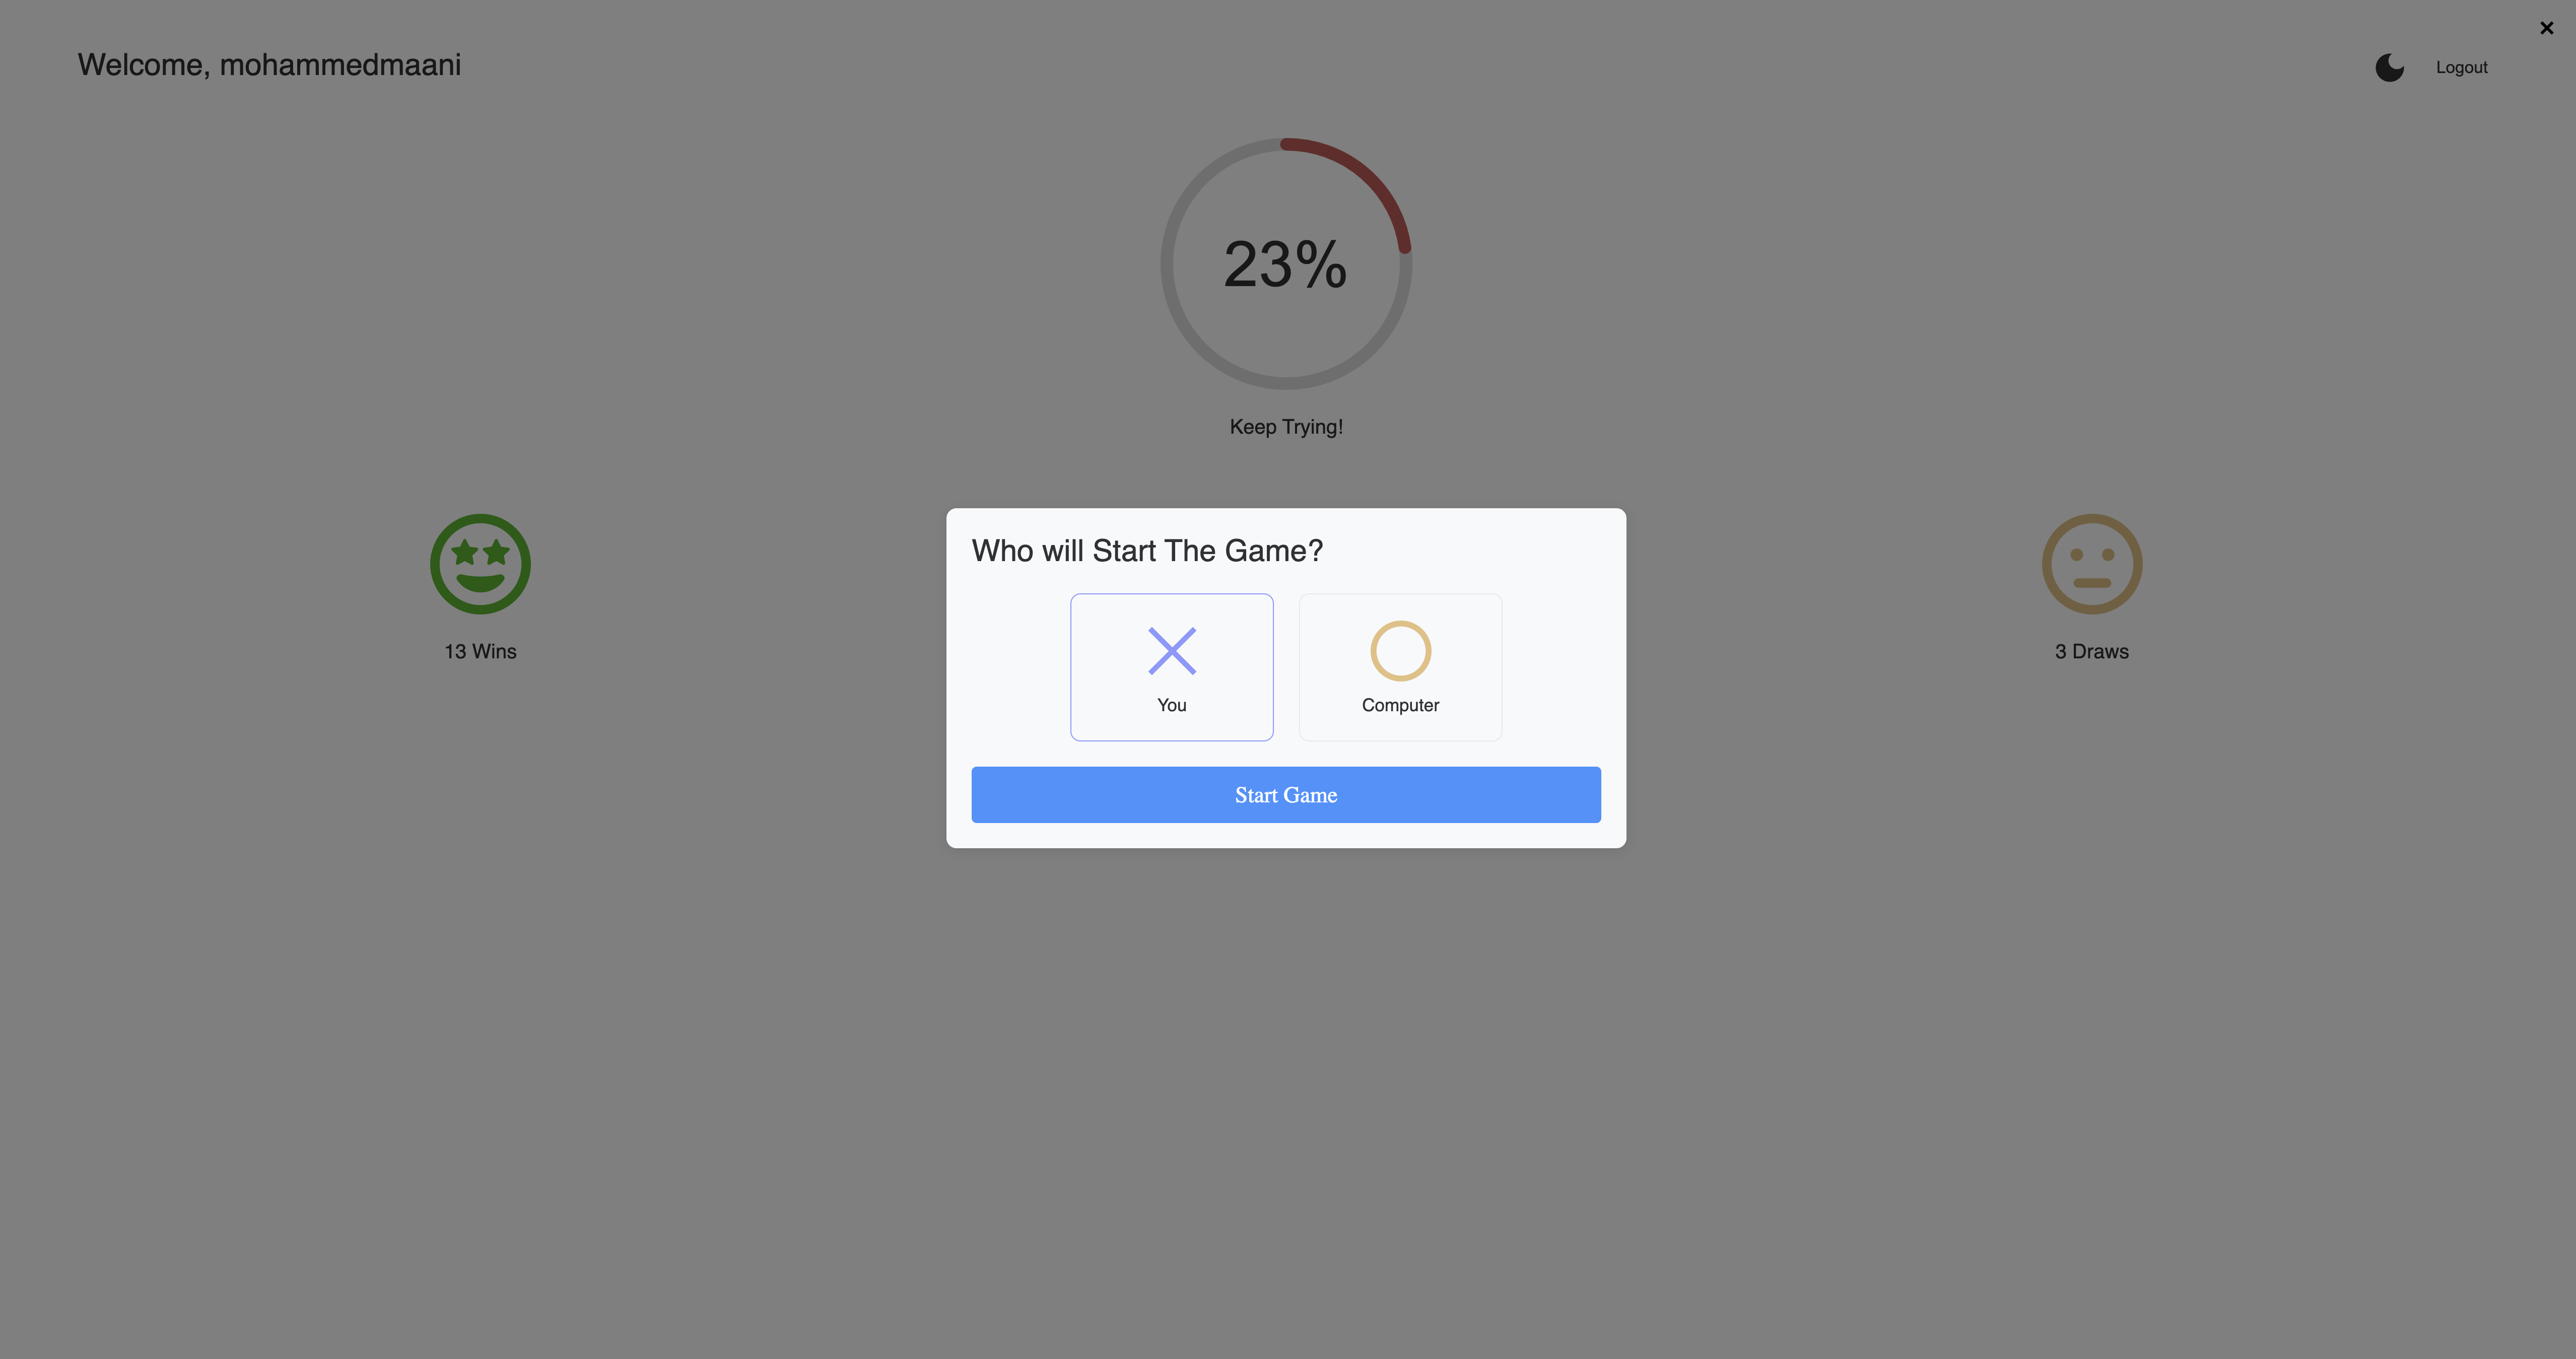 Welcome, mohammedmaani
Logout
23%
Keep Trying!
13 Wins
3 Draws
Who will Start The Game?
You
Computer
Start Game